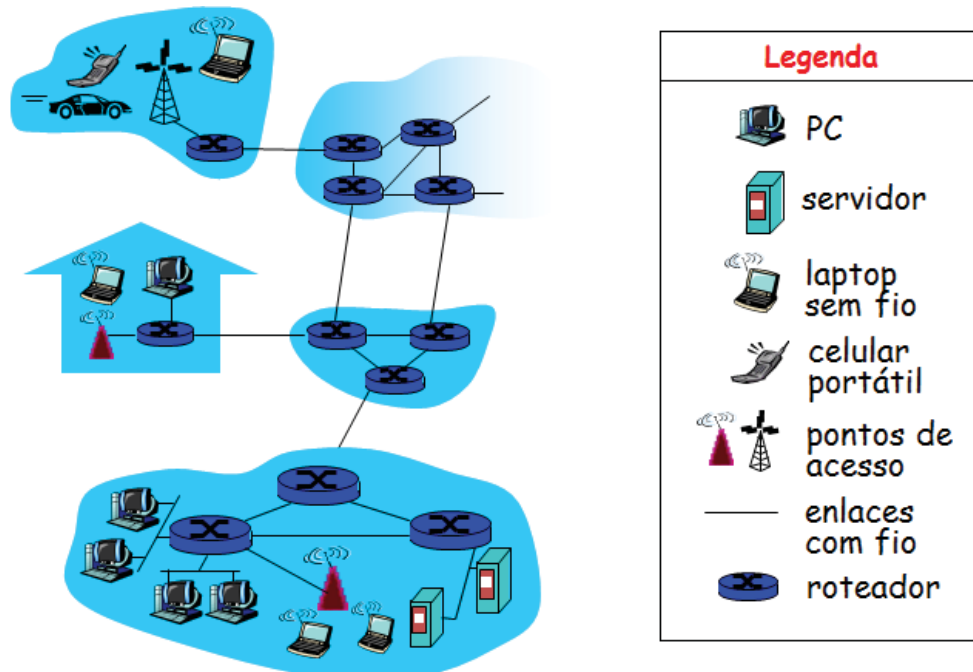 Legenda
PC
servidor
laptop
sem fio
celular
portátil
pontos de
acesso
enlaces
com fio
roteador